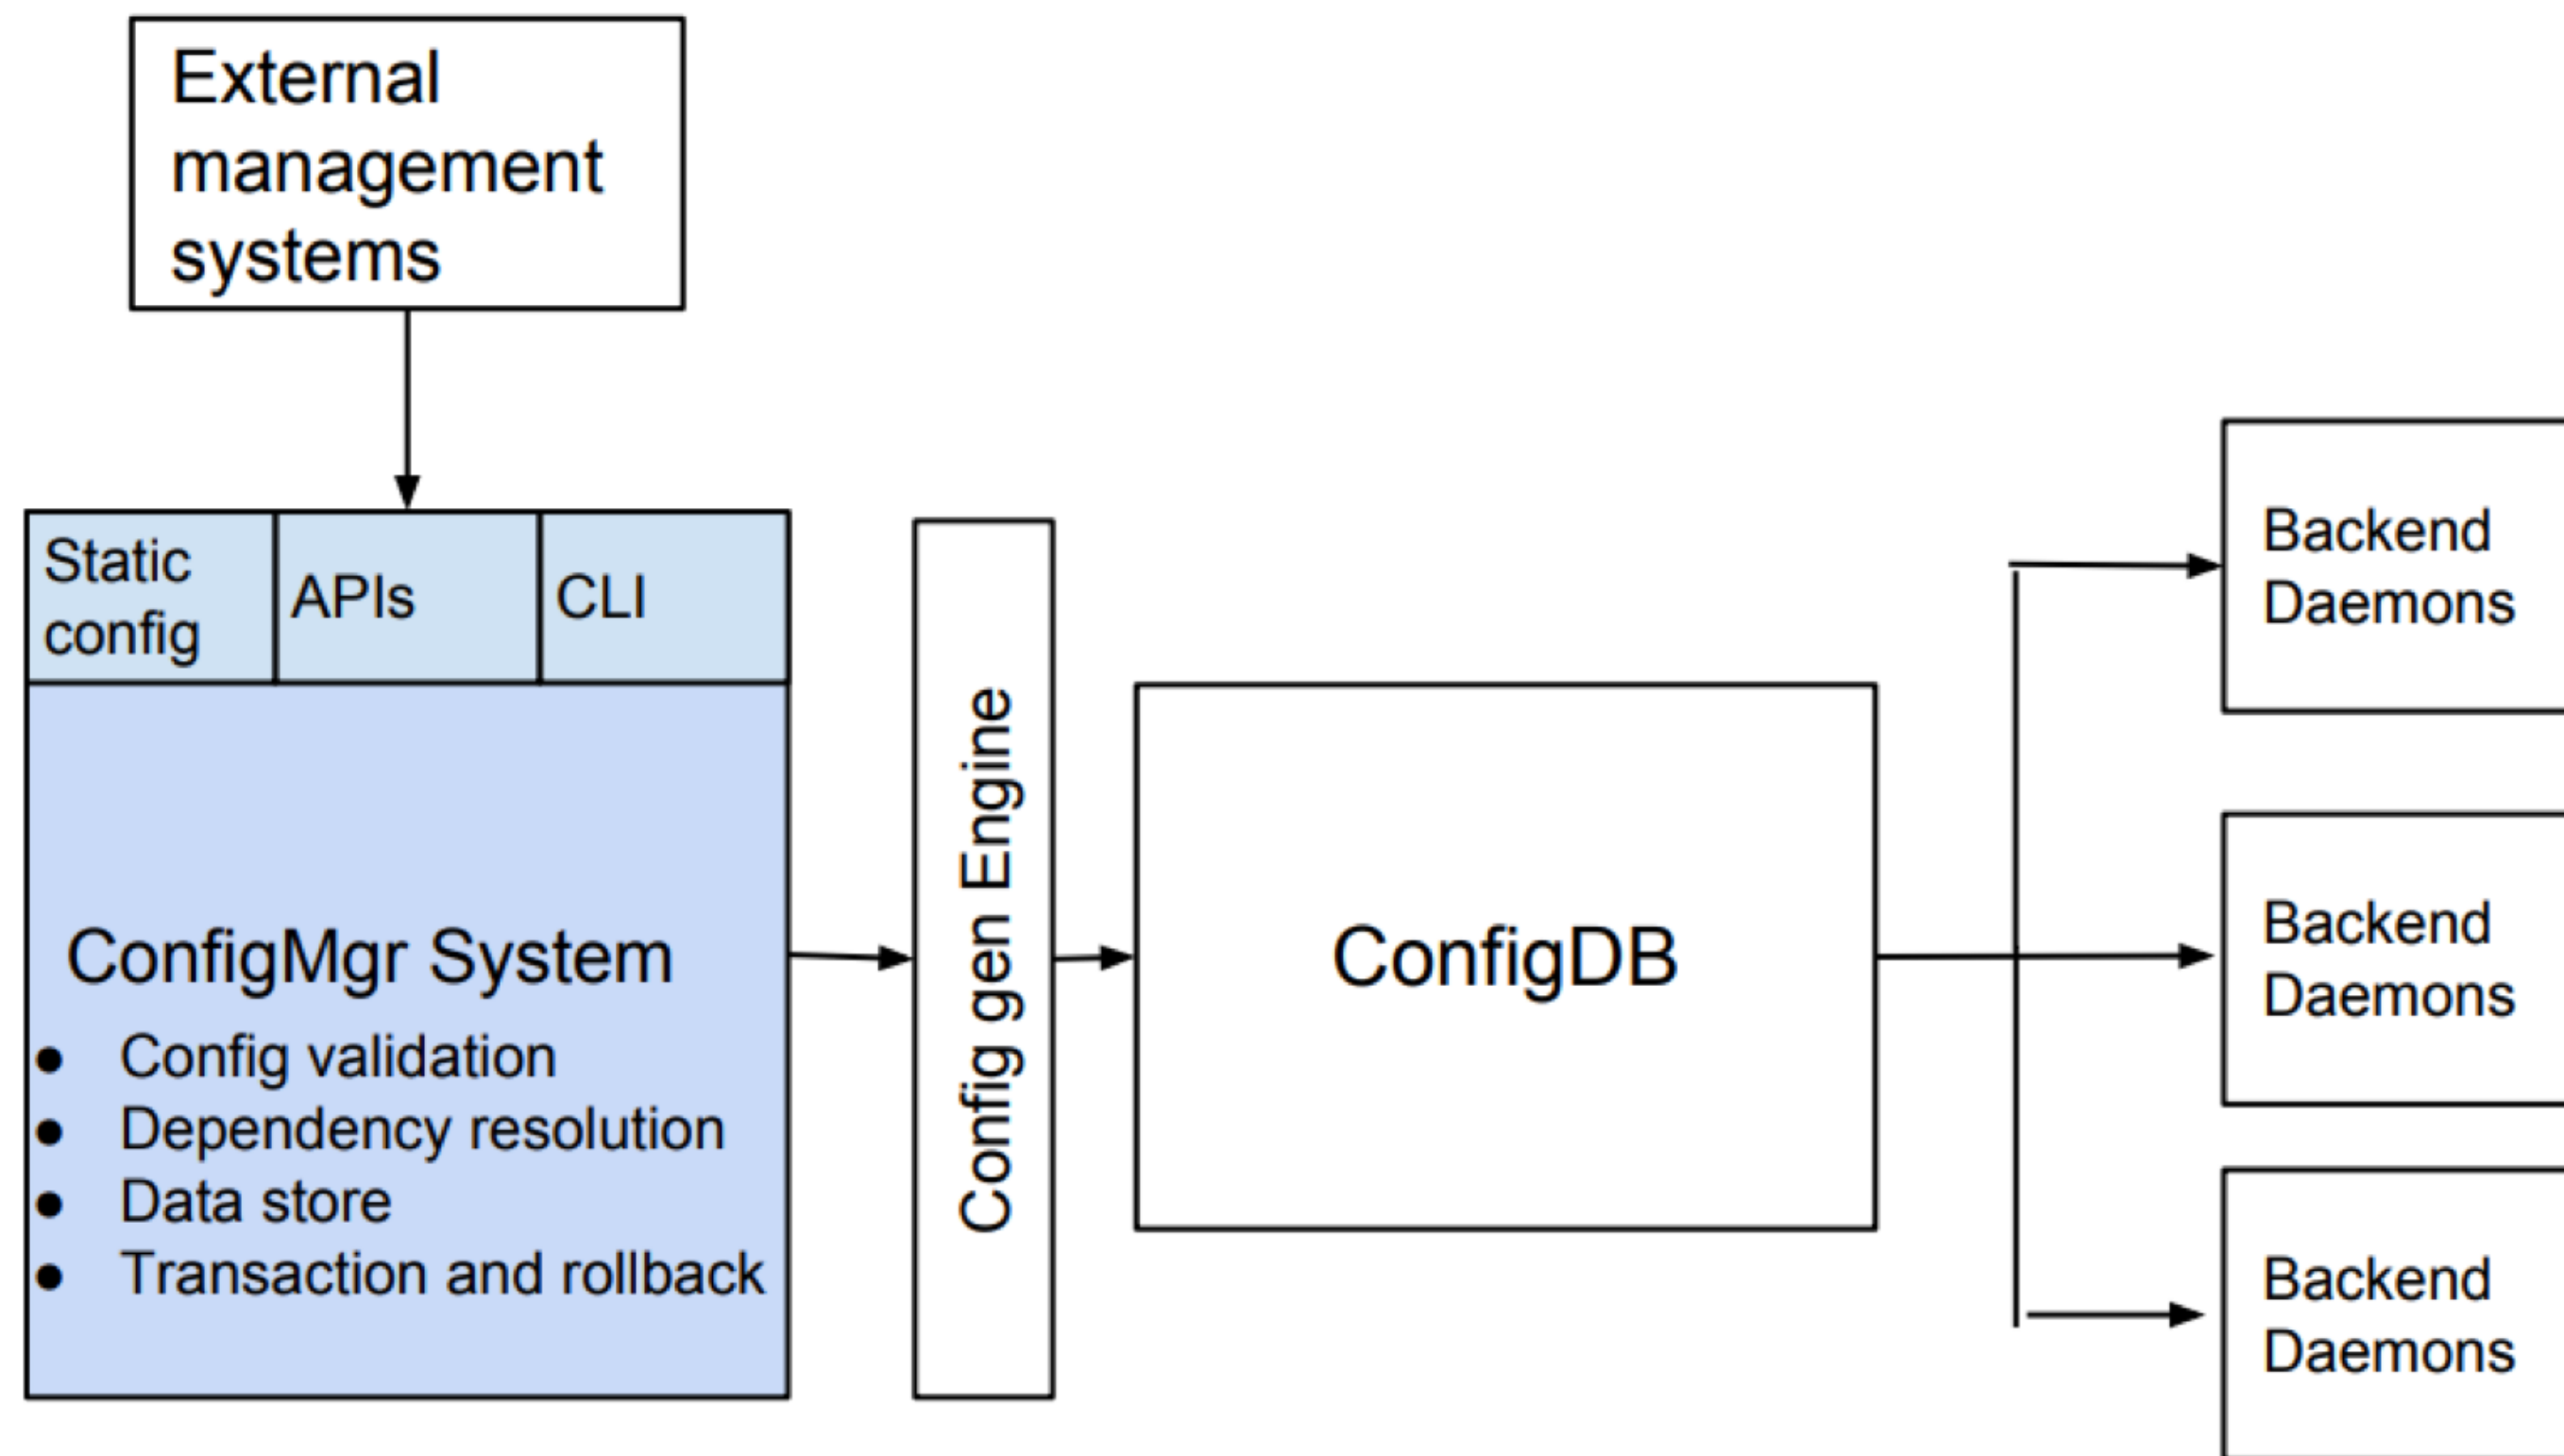 External
management
systems
Static
config
APIs
CLI
ConfigMgr System
● Config validation
● Dependency resolution
● Data store
● Transaction and rollback
Config gen Engine
ConfigDB
Backend
Daemons
Backend
Daemons
Backend
Daemons